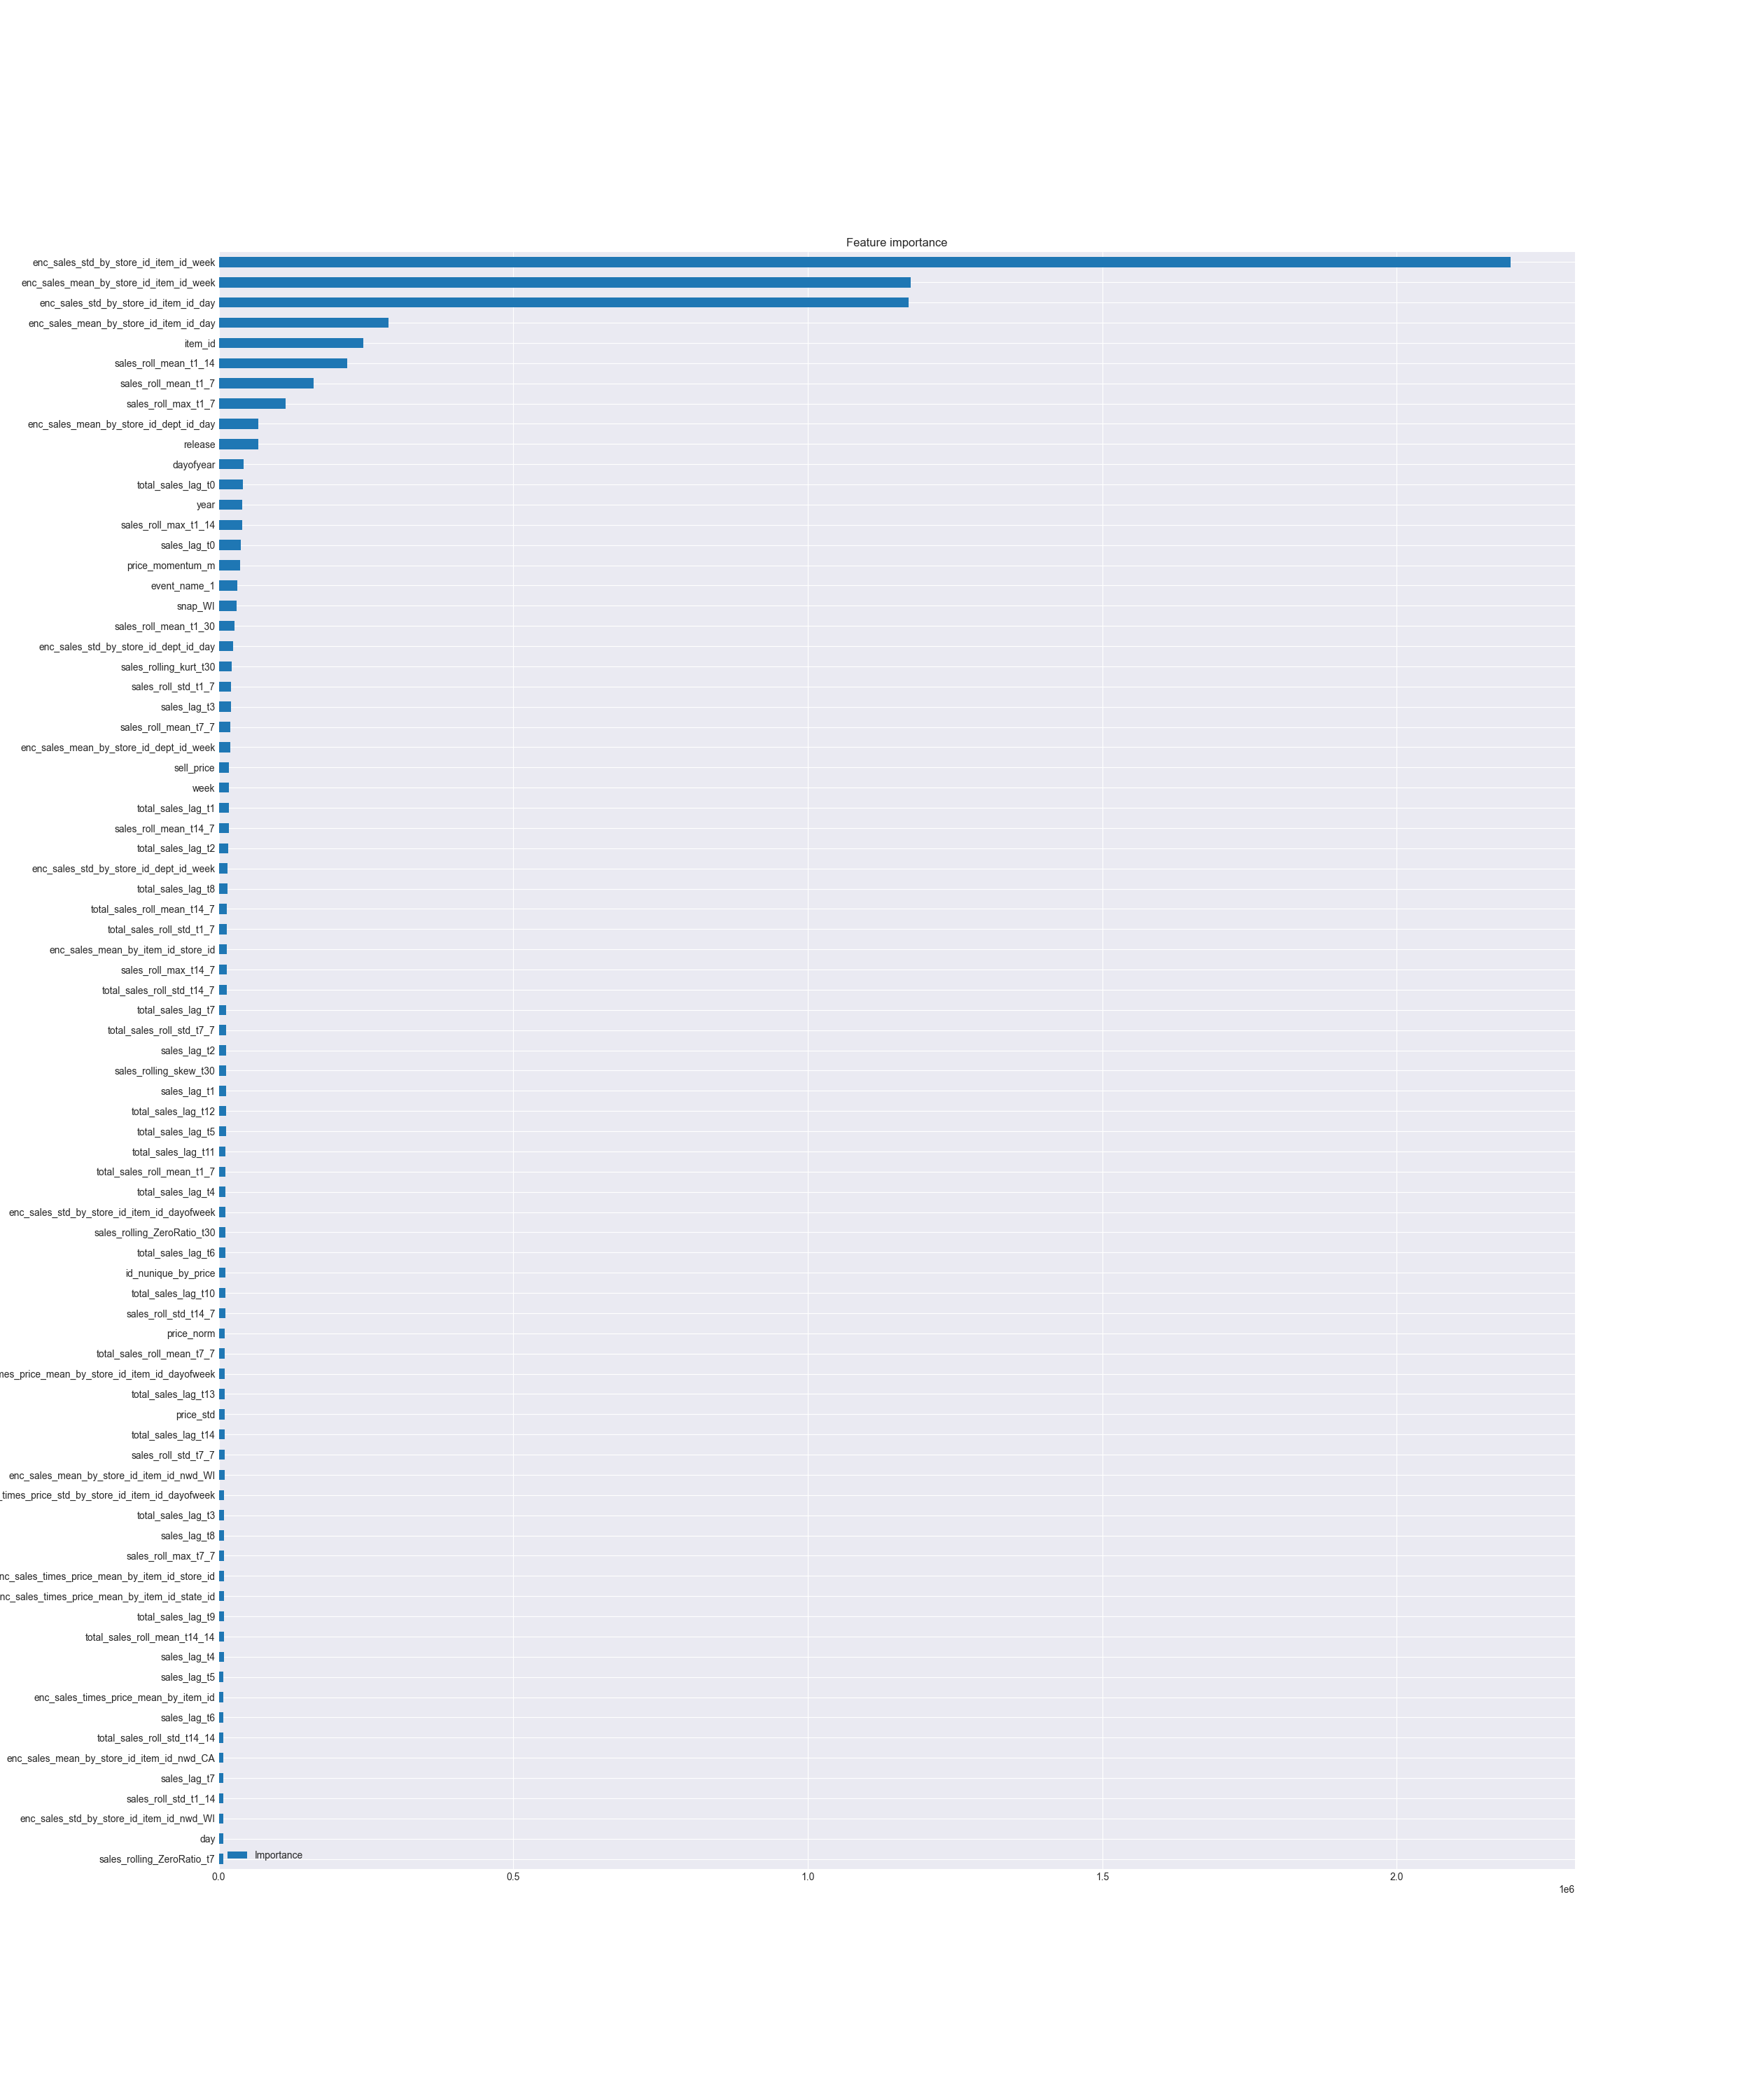 Feature importance
enc_sales_std_by_store_id_item_id_week
enc_sales_mean_by_store_id_item_id_week
enc_sales_std_by_store_id_item_id_day
enc_sales_mean_by_store_id_item_id_day
item_id
sales_roll_mean_t1_14
sales_roll_mean_t1_7
sales_roll_max_t1_7
enc_sales_mean_by_store_id_dept_id_day
release
dayofyear
total_sales_lag_t0
year
sales_roll_max_t1_14
sales_lag_t0
price_momentum_m
event_name_1
snap_WI
sales_roll_mean_t1_30
enc_sales_std_by_store_id_dept_id_day
sales_rolling_kurt_t30
sales_roll_std_t1_7
sales_lag_t3
sales_roll_mean_t7_7
enc_sales_mean_by_store_id_dept_id_week
sell_price
week
total_sales_lag_t1
sales_roll_mean_t14_7
total_sales_lag_t2
enc_sales_std_by_store_id_dept_id_week
total_sales_lag_t8
total_sales_roll_mean_t14_7
total_sales_roll_std_t1_7
enc_sales_mean_by_item_id_store_id
sales_roll_max_t14_7
total_sales_roll_std_t14_7
total_sales_lag_t7
total_sales_roll_std_t7_7
sales_lag_t2
sales_rolling_skew_t30
sales_lag_t1
total_sales_lag_t12
total_sales_lag_t5
total_sales_lag_t11
total_sales_roll_mean_t1_7
total_sales_lag_t4
enc_sales_std_by_store_id_item_id_dayofweek
sales_rolling_ZeroRatio_t30
total_sales_lag_t6
id_nunique_by_price
total_sales_lag_t10
sales_roll_std_t14_7
price_norm
total_sales_roll_mean_t7_7
mes_price_mean_by_store_id_item_id_dayofweek
total_sales_lag_t13
price_std
total_sales_lag_t14
sales_roll_std_t7_7
enc_sales_mean_by_store_id_item_id_nwd_WI
_times_price_std_by_store_id_item_id_dayofweek
total_sales_lag_t3
sales_lag_t8
sales_roll_max_t7_7
nc_sales_times_price_mean_by_item_id_store_id
nc_sales_times_price_mean_by_item_id_state_id
total_sales_lag_t9
total_sales_roll_mean_t14_14
sales_lag_t4
sales_lag_t5
enc_sales_times_price_mean_by_item_id
sales_lag_t6
total_sales_roll_std_t14_14
enc_sales_mean_by_store_id_item_id_nwd_CA
sales_lag_t7
sales_roll_std_t1_14
enc_sales_std_by_store_id_item_id_nwd_WI
day
sales_rolling_ZeroRatio_t7
Importance
0.0 0.5 1.0 1.5 2.0
1e6